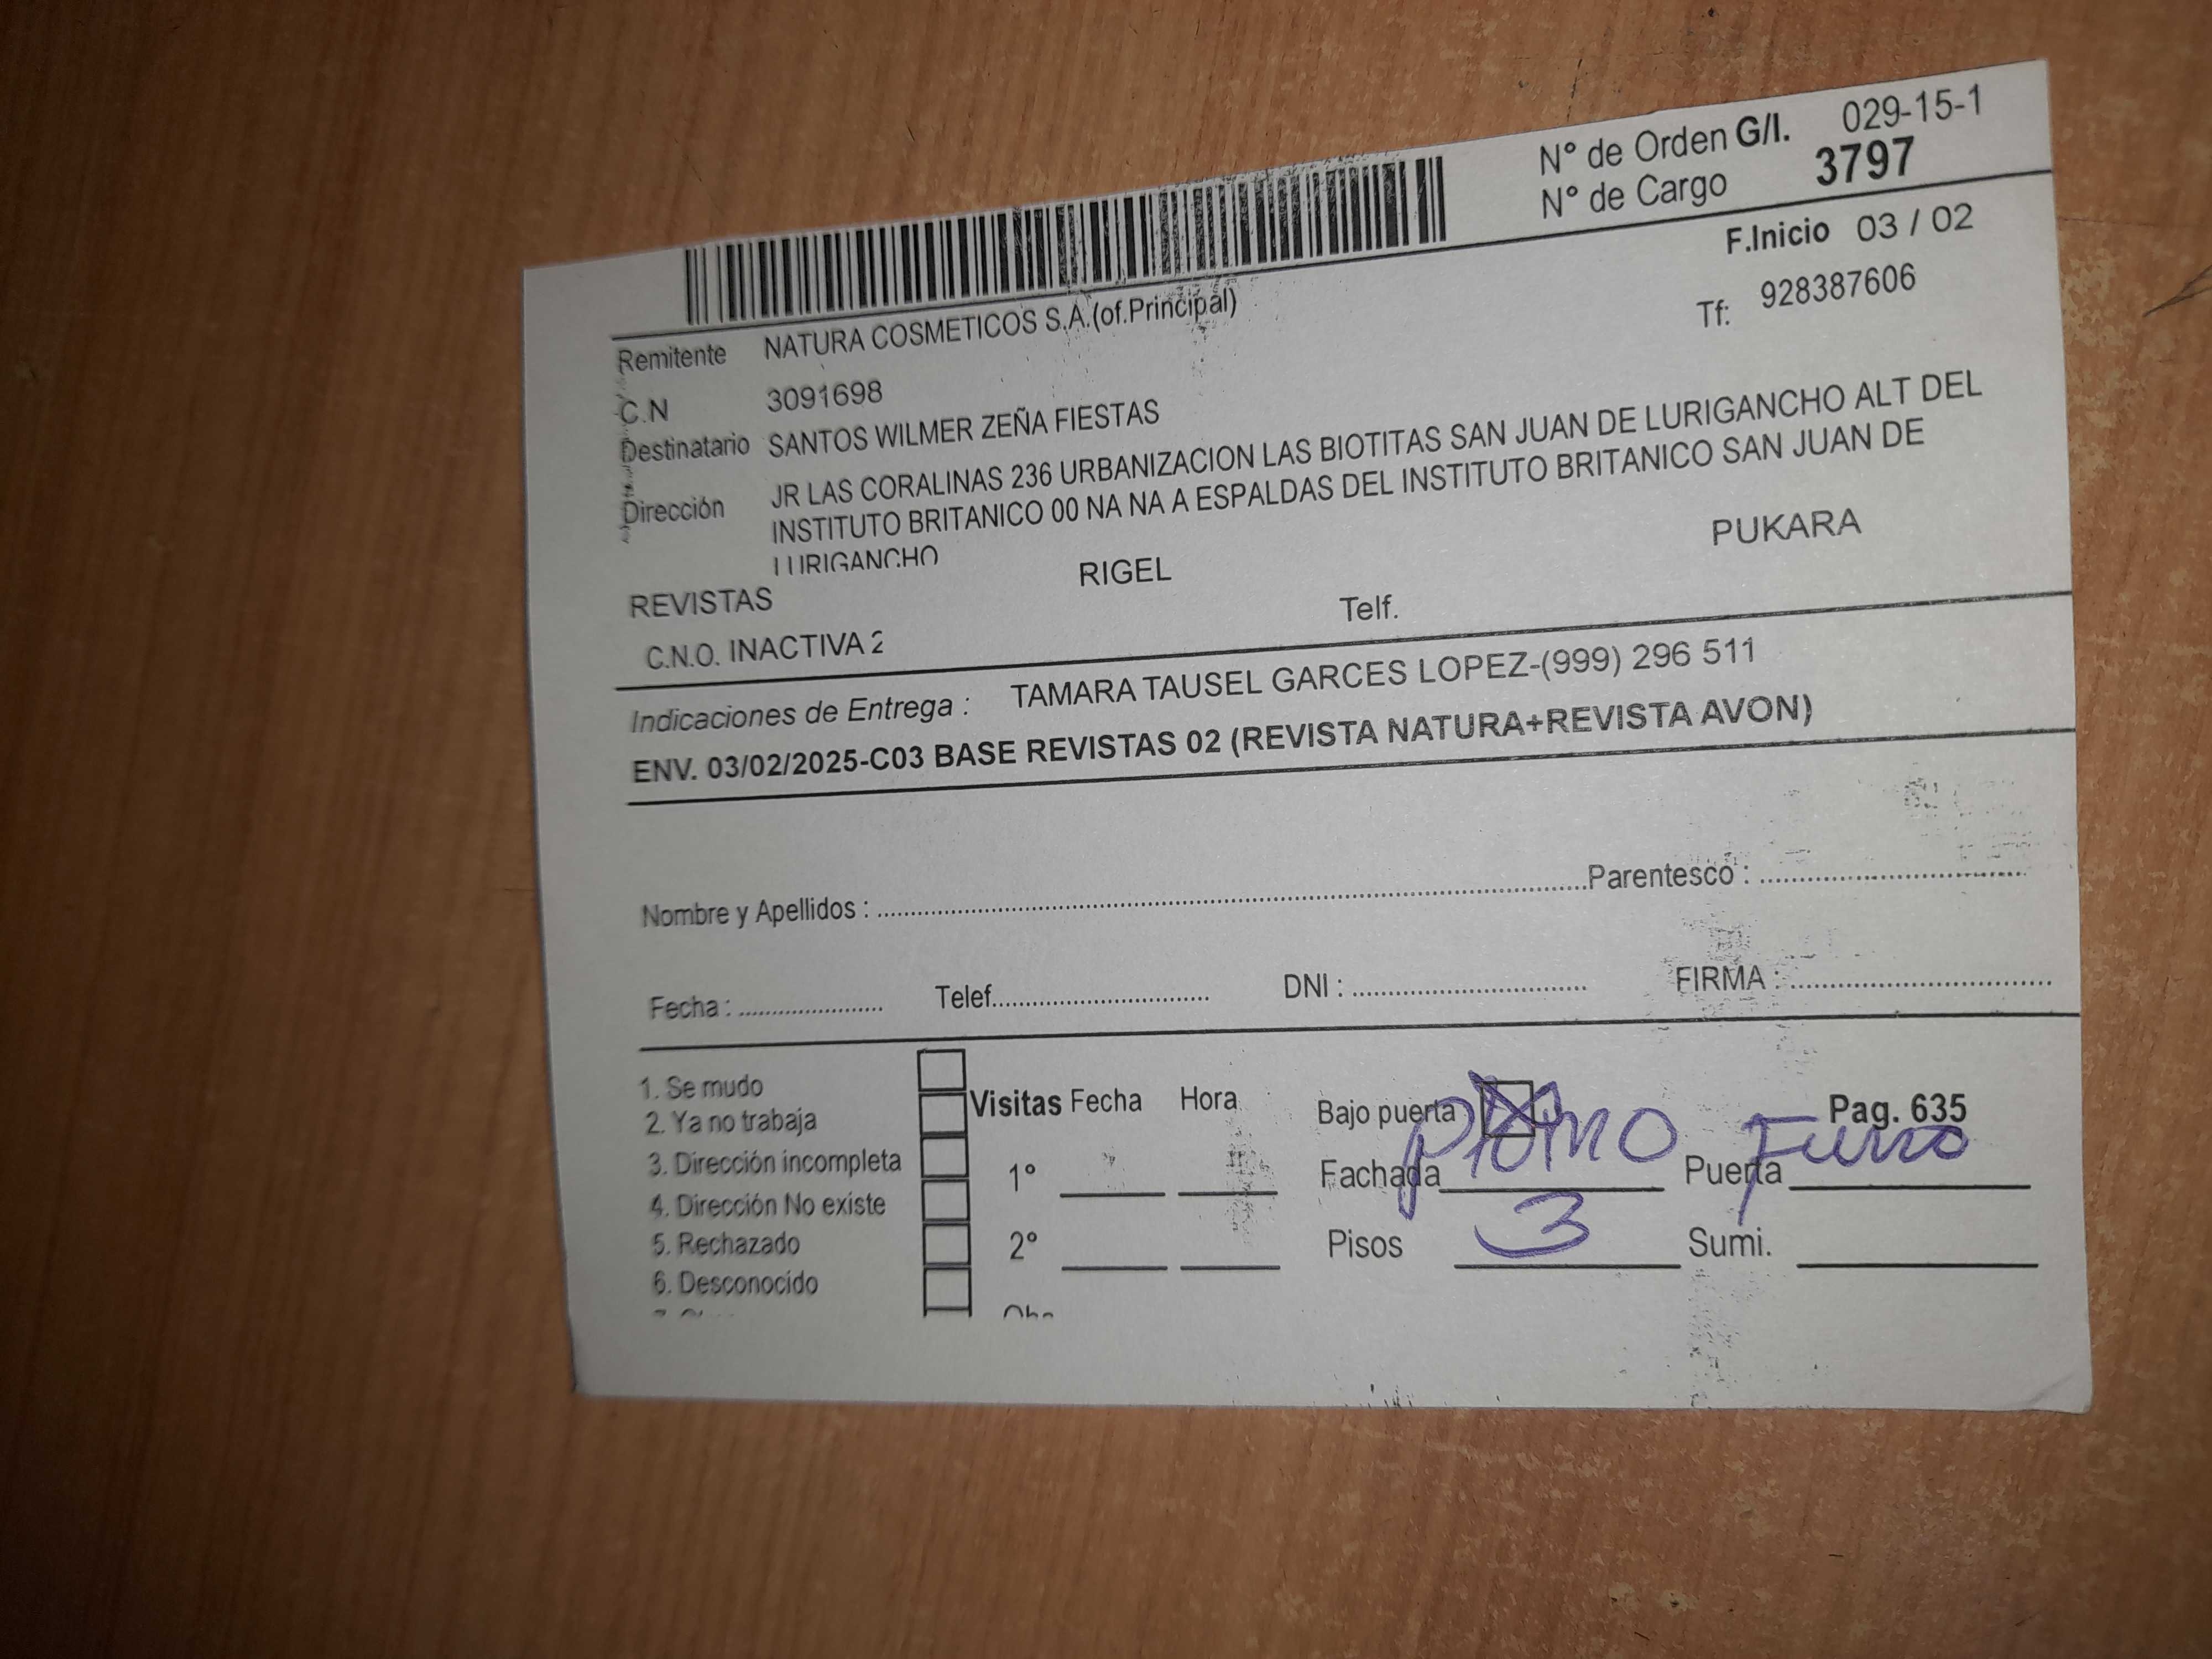 N° de Orden G/I. 029-15-1
N° de Cargo 3797
F.Inicio 03 / 02
Remitente NATURA COSMETICOS S.A.(of.Principal)
Tf: 928387606
C.N 3091698
Destinatario SANTOS WILMER ZEÑA FIESTAS
Dirección JR LAS CORALINAS 236 URBANIZACION LAS BIOTITAS SAN JUAN DE LURIGANCHO ALT DEL
INSTITUTO BRITANICO 00 NA NA A ESPALDAS DEL INSTITUTO BRITANICO SAN JUAN DE
LURIGANCHO
REVISTAS RIGEL PUKARA
C.N.O. INACTIVA 2 Telf.
Indicaciones de Entrega : TAMARA TAUSEL GARCES LOPEZ-(999) 296 511
ENV. 03/02/2025-C03 BASE REVISTAS 02 (REVISTA NATURA+REVISTA AVON)
Nombre y Apellidos : Parentesco :
Fecha : Telef. DNI : FIRMA :
1. Se mudo
2. Ya no trabaja
3. Dirección incompleta
4. Dirección No existe
5. Rechazado
6. Desconocido
Visitas Fecha Hora
1°
2°
Bajo puerta Pag. 635
Fachada plomo Puerta
Pisos 3 Sumi.